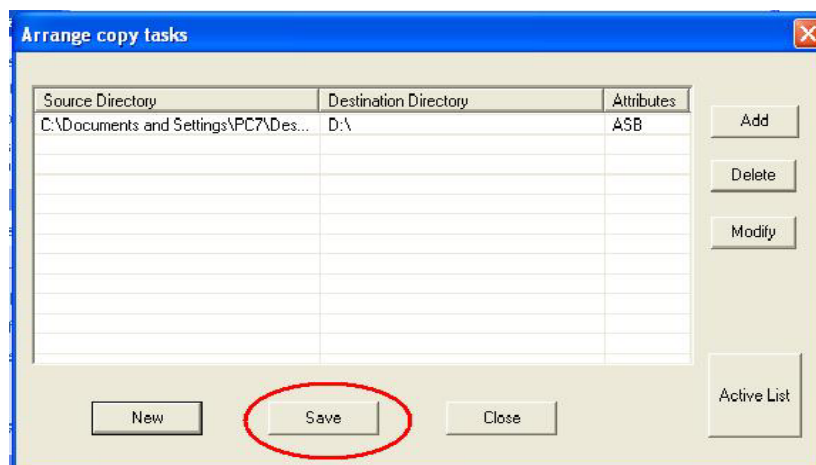 Arrange copy tasks
Source Directory Destination Directory Attributes
C:\Documents and Settings\PC7\Des... D:\ ASB
Add
Delete
Modify
Active List
New Save Close